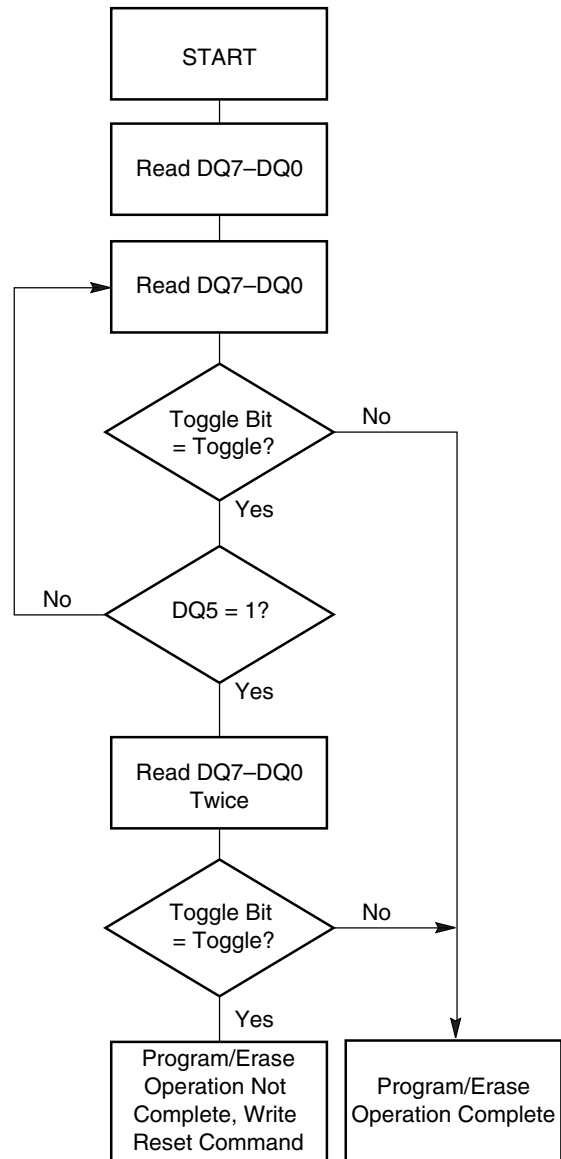 START
Read DQ7–DQ0
Read DQ7–DQ0
Toggle Bit
= Toggle?
No
Yes
No
DQ5 = 1?
Yes
Read DQ7–DQ0
Twice
Toggle Bit
= Toggle?
No
Yes
Program/Erase
Operation Not
Complete, Write
Reset Command
Program/Erase
Operation Complete